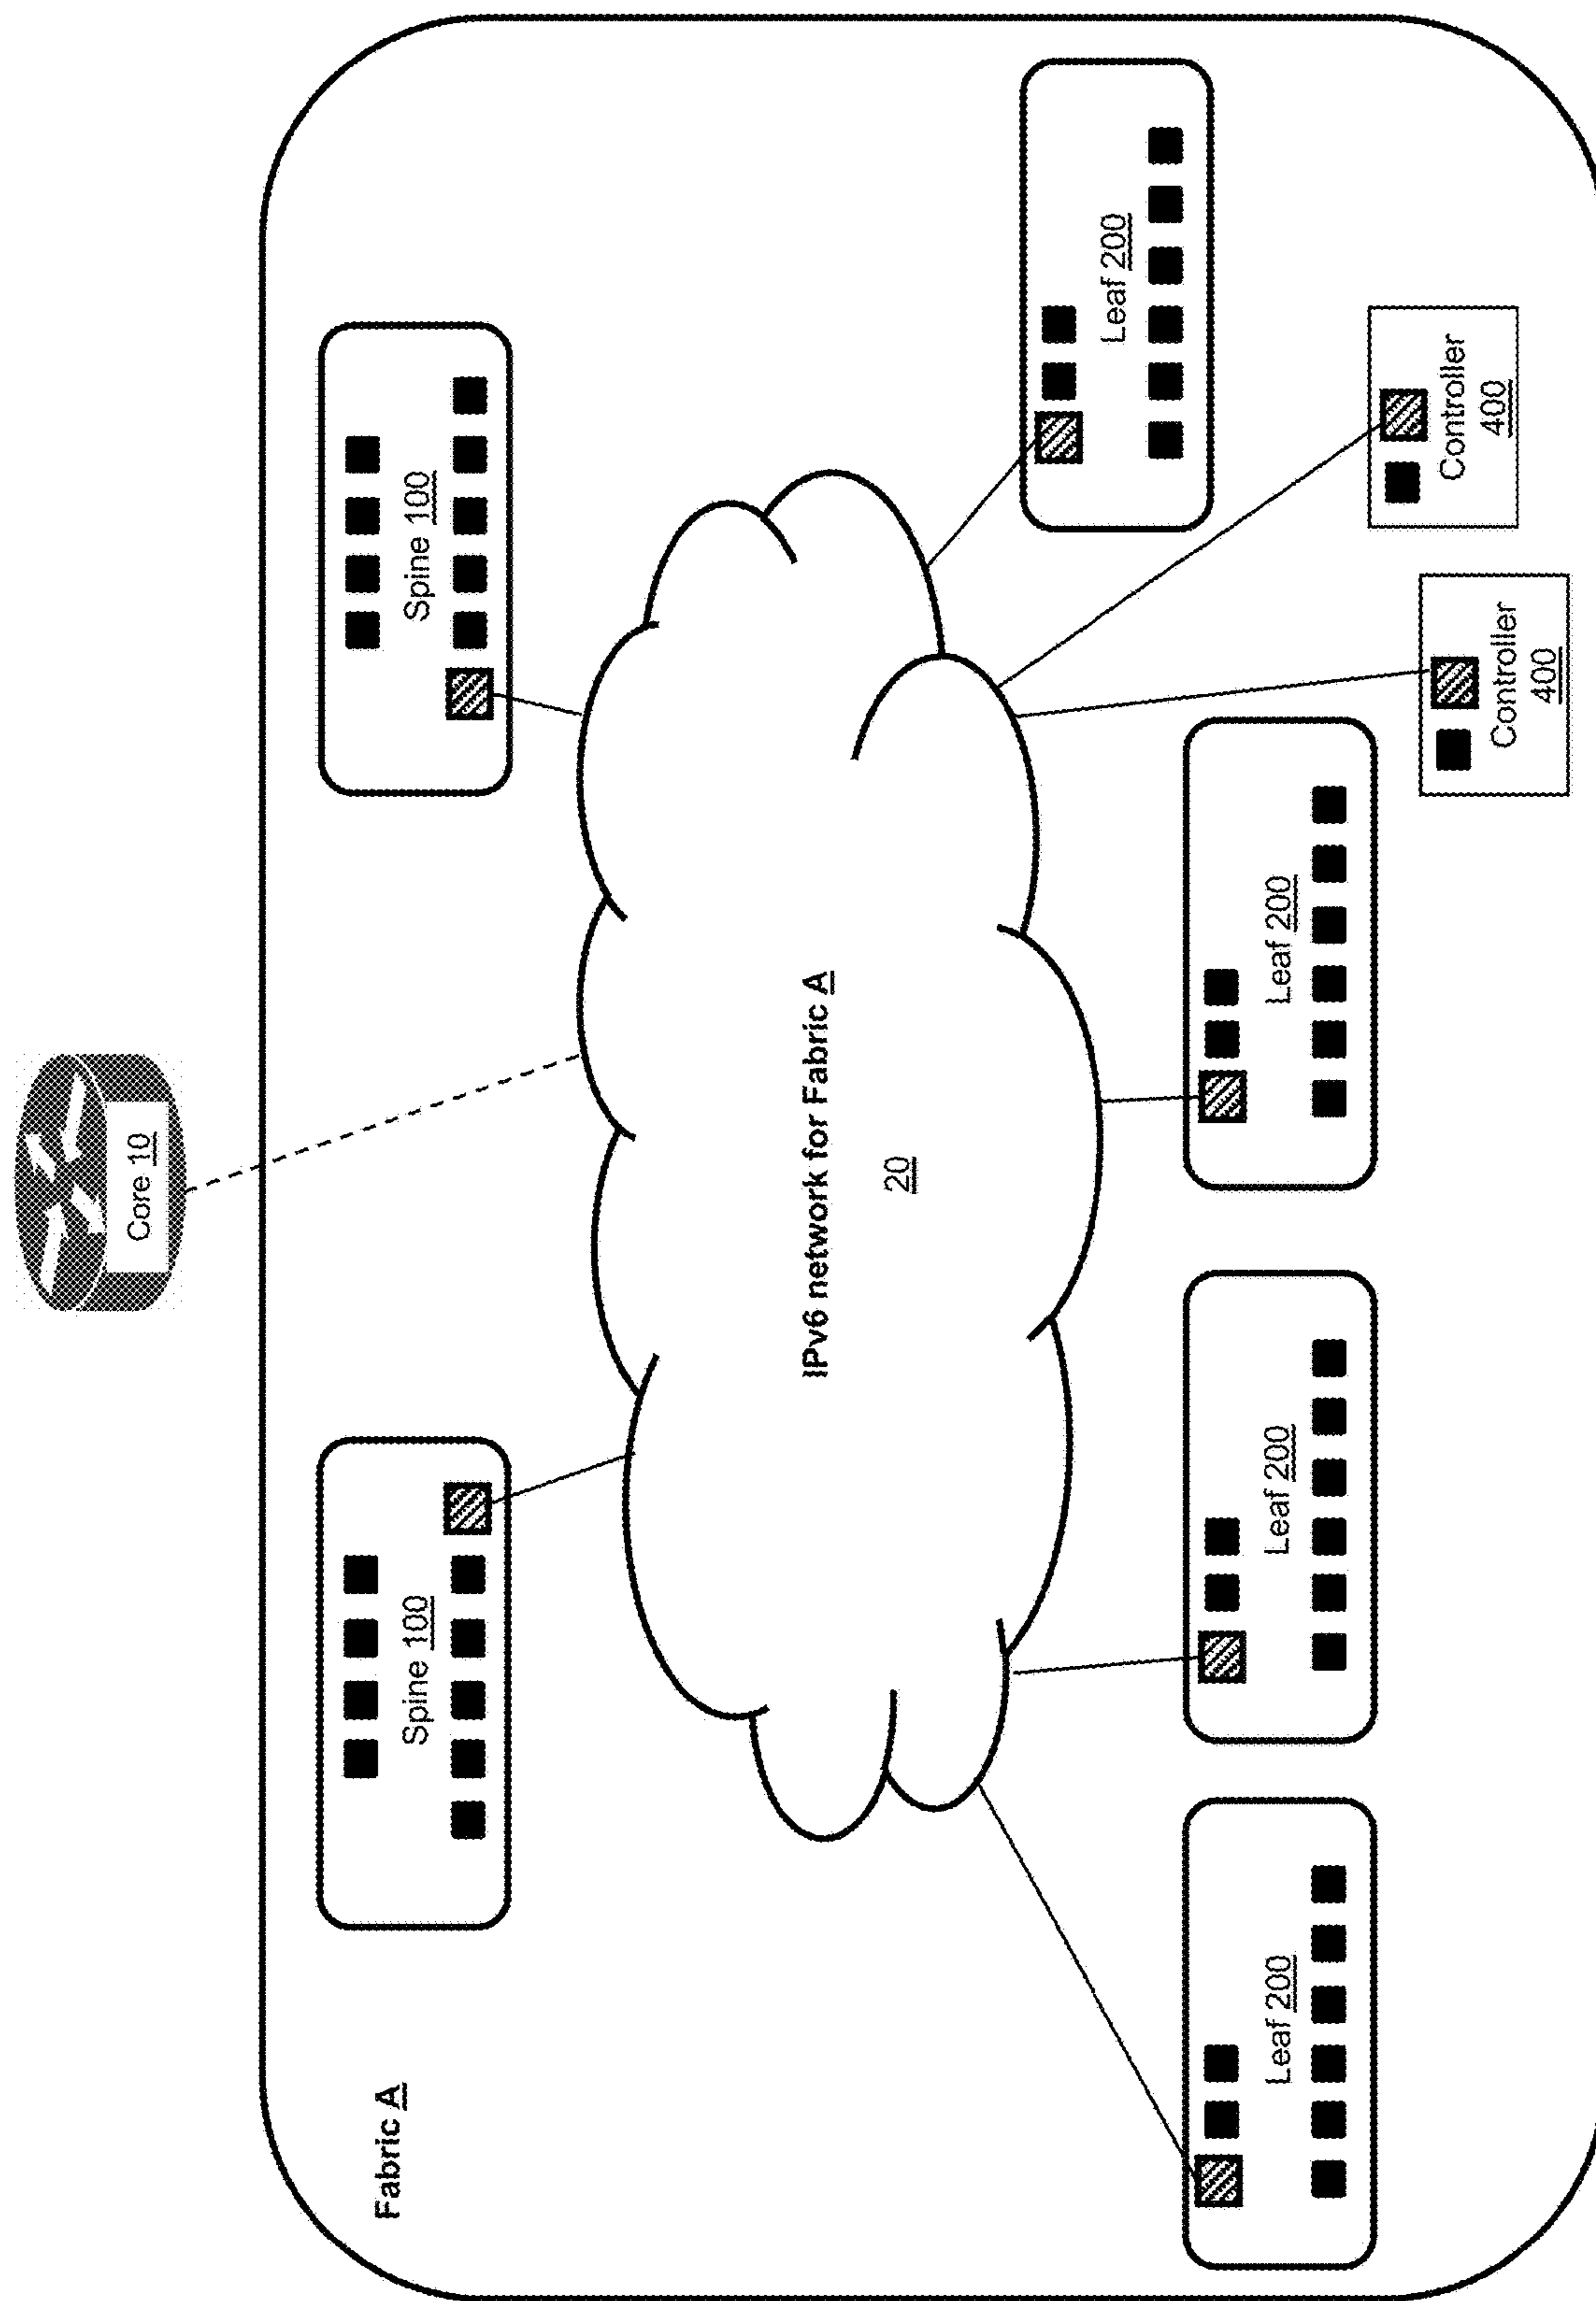 Core 10
Fabric A
Spine 100
Spine 100
IPv6 network for Fabric A
20
Leaf 200
Leaf 200
Leaf 200
Leaf 200
Controller
400
Controller
400